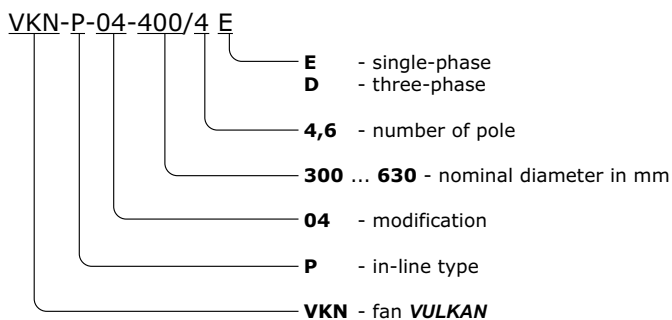 VKN-P-04-400/4 E
E - single-phase
D - three-phase
4,6 - number of pole
300 ... 630 - nominal diameter in mm
04 - modification
P - in-line type
VKN - fan VULKAN